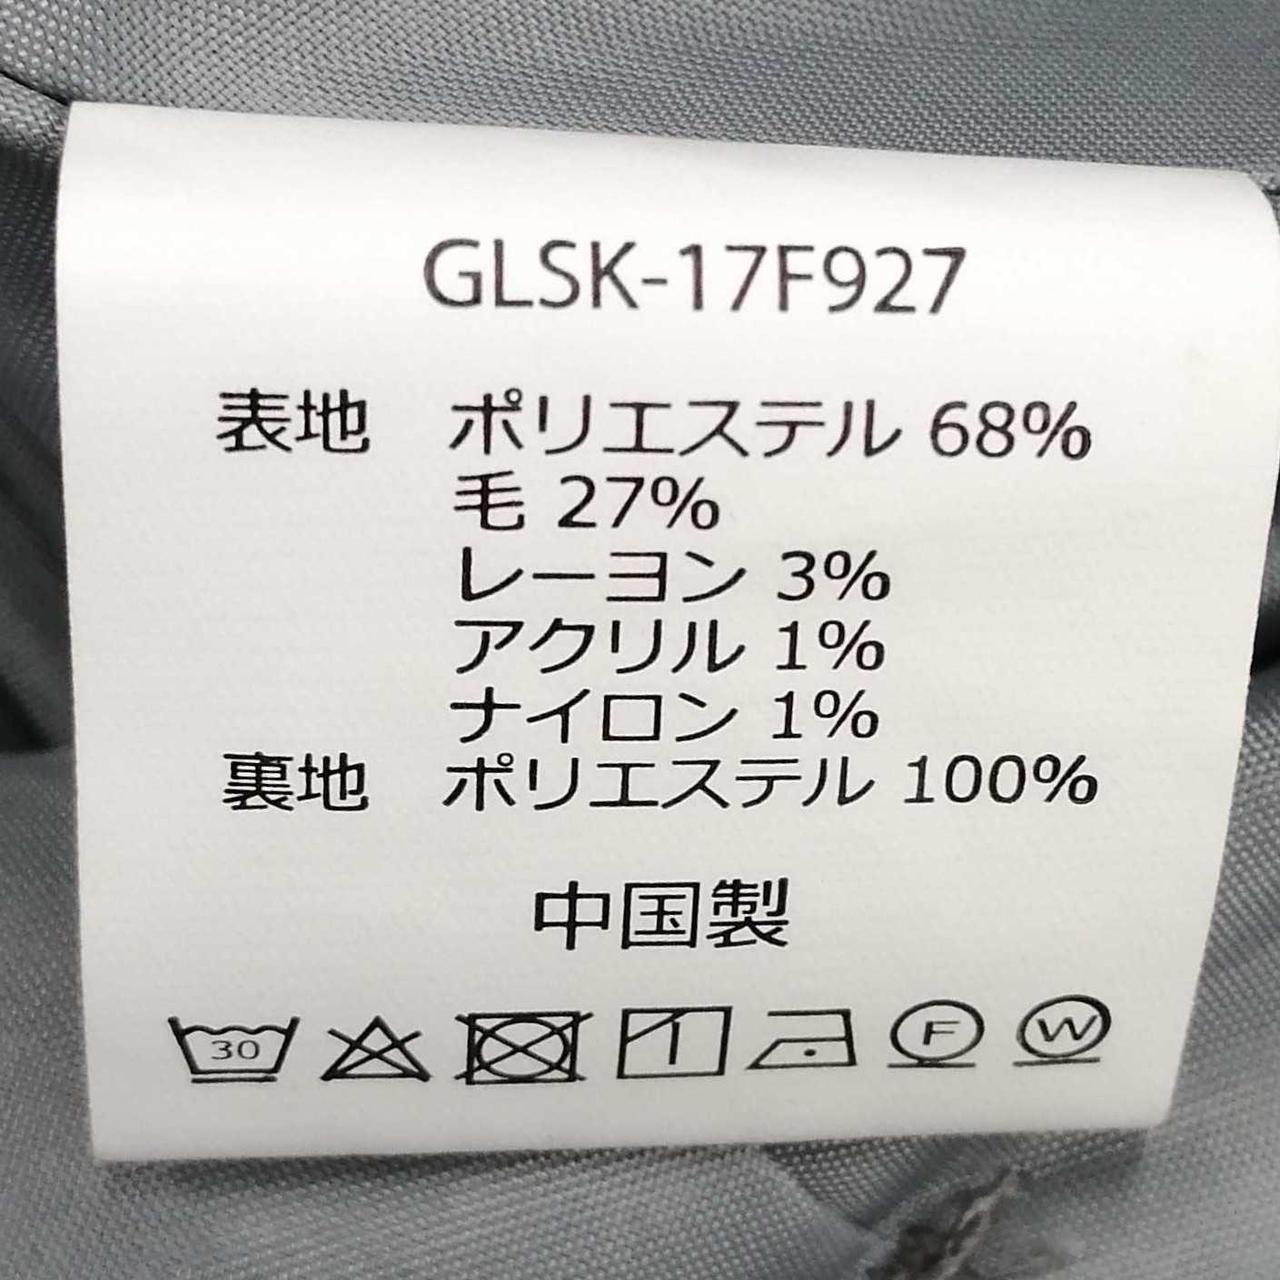 GLSK-17F927
表地 ポリエステル 68%
毛 27%
レーヨン 3%
アクリル 1%
ナイロン 1%
裏地 ポリエステル 100%
中国製
30 F W